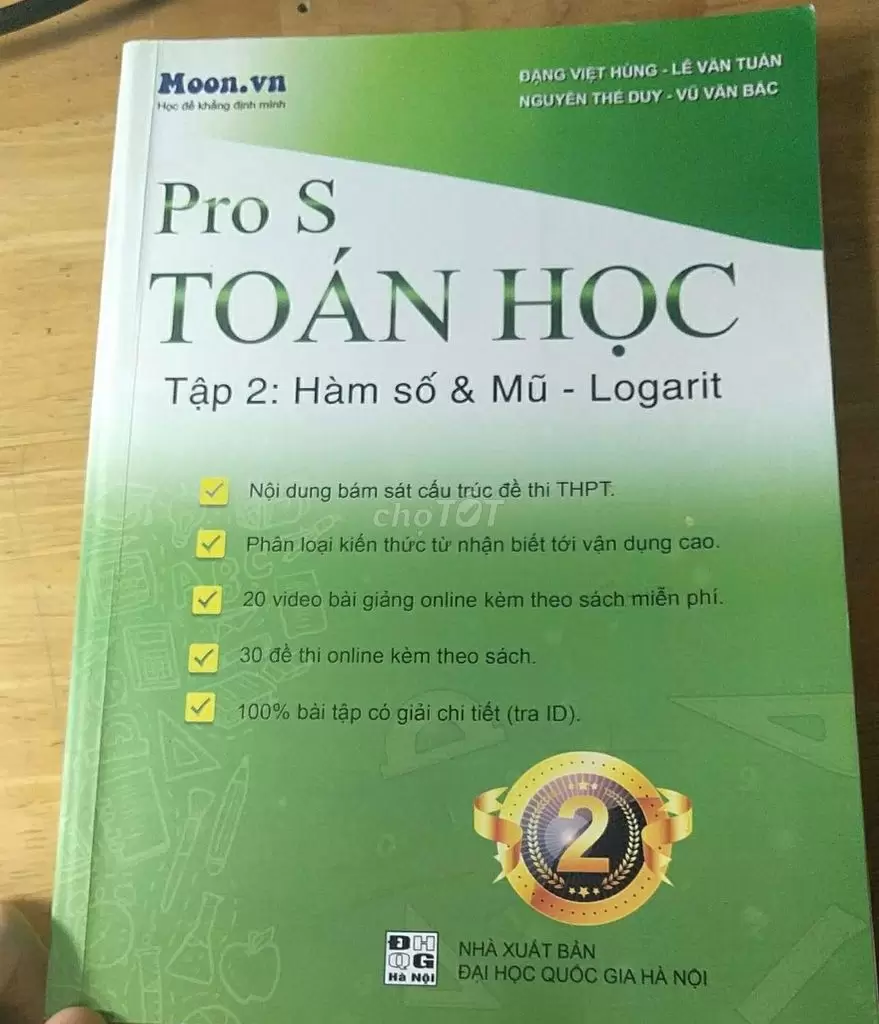 Moon.vn
Học để khẳng định mình
ĐẶNG VIỆT HÙNG - LÊ VĂN TUẤN
NGUYỄN THẾ DUY - VŨ VĂN BẮC
Pro S
TOÁN HỌC
Tập 2: Hàm số & Mũ - Logarit
Nội dung bám sát cấu trúc đề thi THPT.
choTỐT
Phân loại kiến thức từ nhận biết tới vận dụng cao.
20 video bài giảng online kèm theo sách miễn phí.
30 đề thi online kèm theo sách.
100% bài tập có giải chi tiết (tra ID).
2
ĐH
QG
Hà Nội
NHÀ XUẤT BẢN
ĐẠI HỌC QUỐC GIA HÀ NỘI